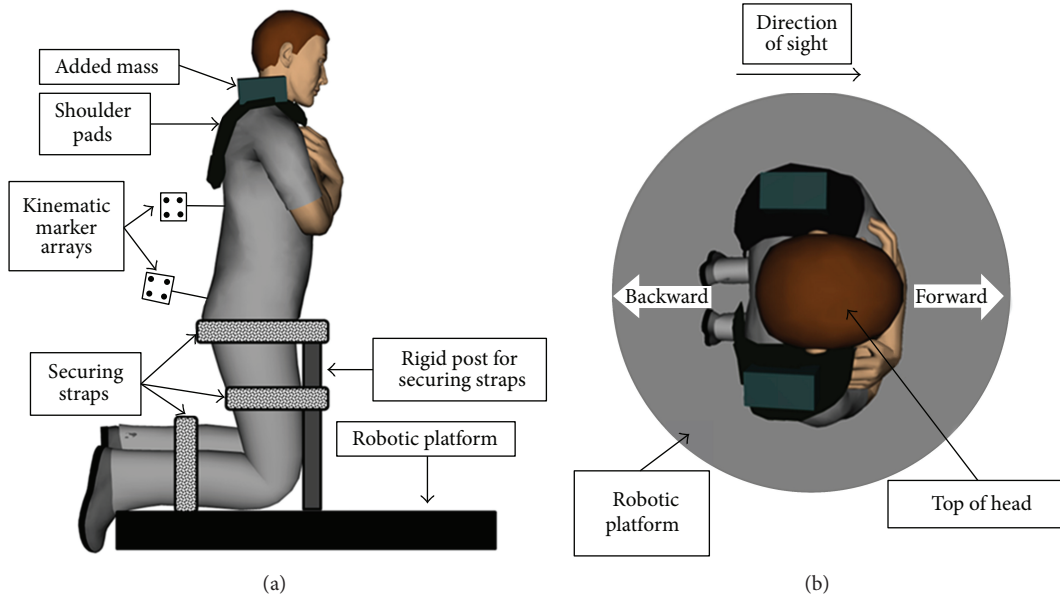 Added mass
Shoulder
pads
Kinematic
marker
arrays
Securing
straps
Rigid post for
securing straps
Robotic platform
(a)
Direction
of sight
Backward
Forward
Robotic
platform
Top of head
(b)